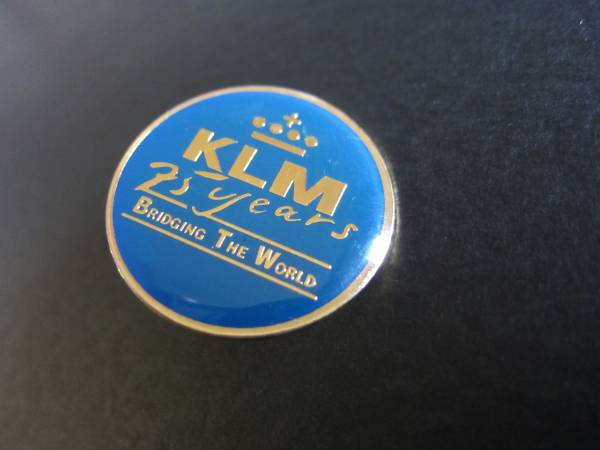 KLM
75 years
BRIDGING THE WORLD